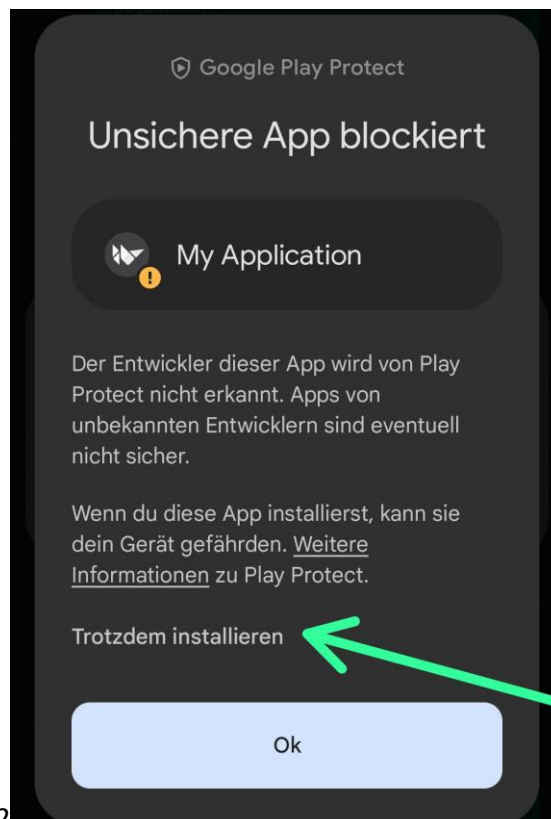 Google Play Protect
Unsichere App blockiert
My Application
Der Entwickler dieser App wird von Play
Protect nicht erkannt. Apps von
unbekannten Entwicklern sind eventuell
nicht sicher.
Wenn du diese App installierst, kann sie
dein Gerät gefährden. Weitere
Informationen zu Play Protect.
Trotzdem installieren
Ok
2